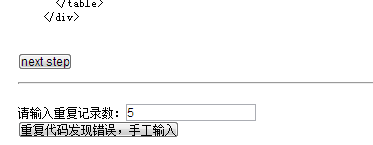 </table>
</div>
next step
请输入重复记录数：5
重复代码发现错误，手工输入